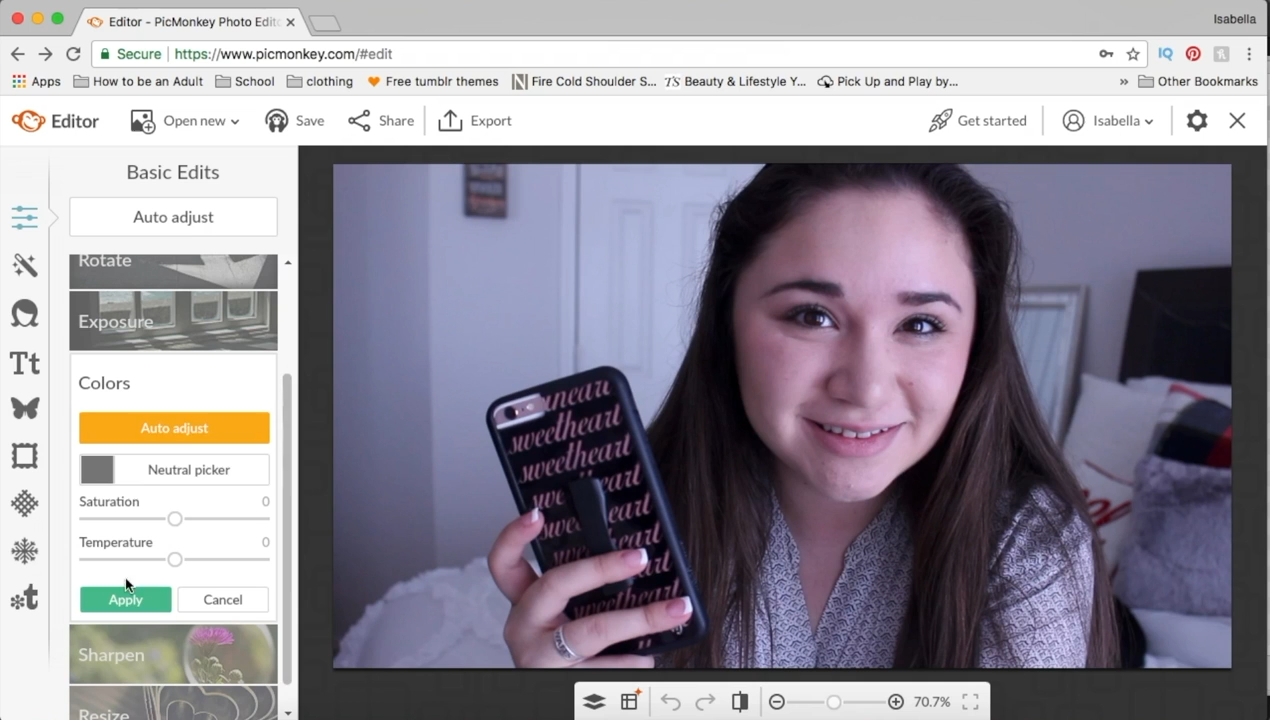 Editor - PicMonkey Photo Edit
Isabella
Secure https://www.picmonkey.com/#edit
Apps How to be an Adult School clothing Free tumblr themes Fire Cold Shoulder S... TS Beauty & Lifestyle Y... Pick Up and Play by... » Other Bookmarks
Editor Open new Save Share Export Get started Isabella
Basic Edits
Auto adjust
Rotate
Exposure
Colors
Auto adjust
Neutral picker
Saturation 0
Temperature 0
Apply Cancel
Sharpen
Resize
Tt
t
sweetheart
sweetheart
sweetheart
sweetheart
70.7%